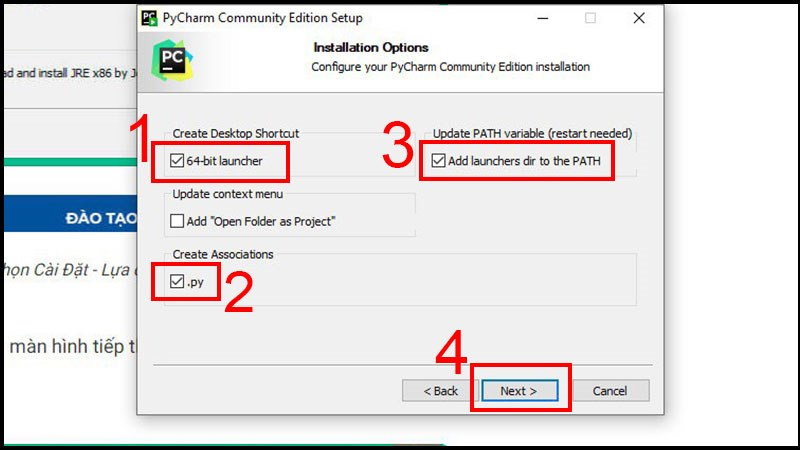 PyCharm Community Edition Setup
PC
Installation Options
Configure your PyCharm Community Edition installation
ad and install JRE x86 by Je
1
Create Desktop Shortcut
64-bit launcher
3
Update PATH variable (restart needed)
Add launchers dir to the PATH
Update context menu
Add "Open Folder as Project"
ĐÀO TẠO
Create Associations
.py
2
họn Cài Đặt - Lựa c
màn hình tiếp t
4
< Back
Next >
Cancel